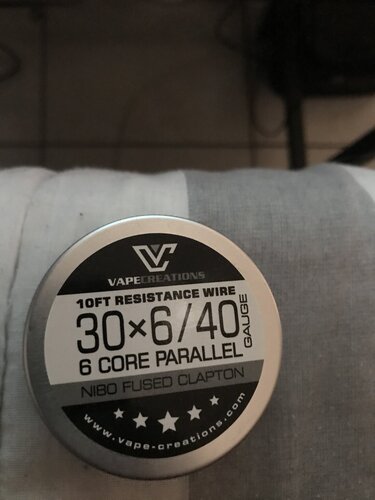 VAPECREATIONS
10FT RESISTANCE WIRE
30×6/40 GAUGE
6 CORE PARALLEL
NI80 FUSED CLAPTON
www.vape-creations.com